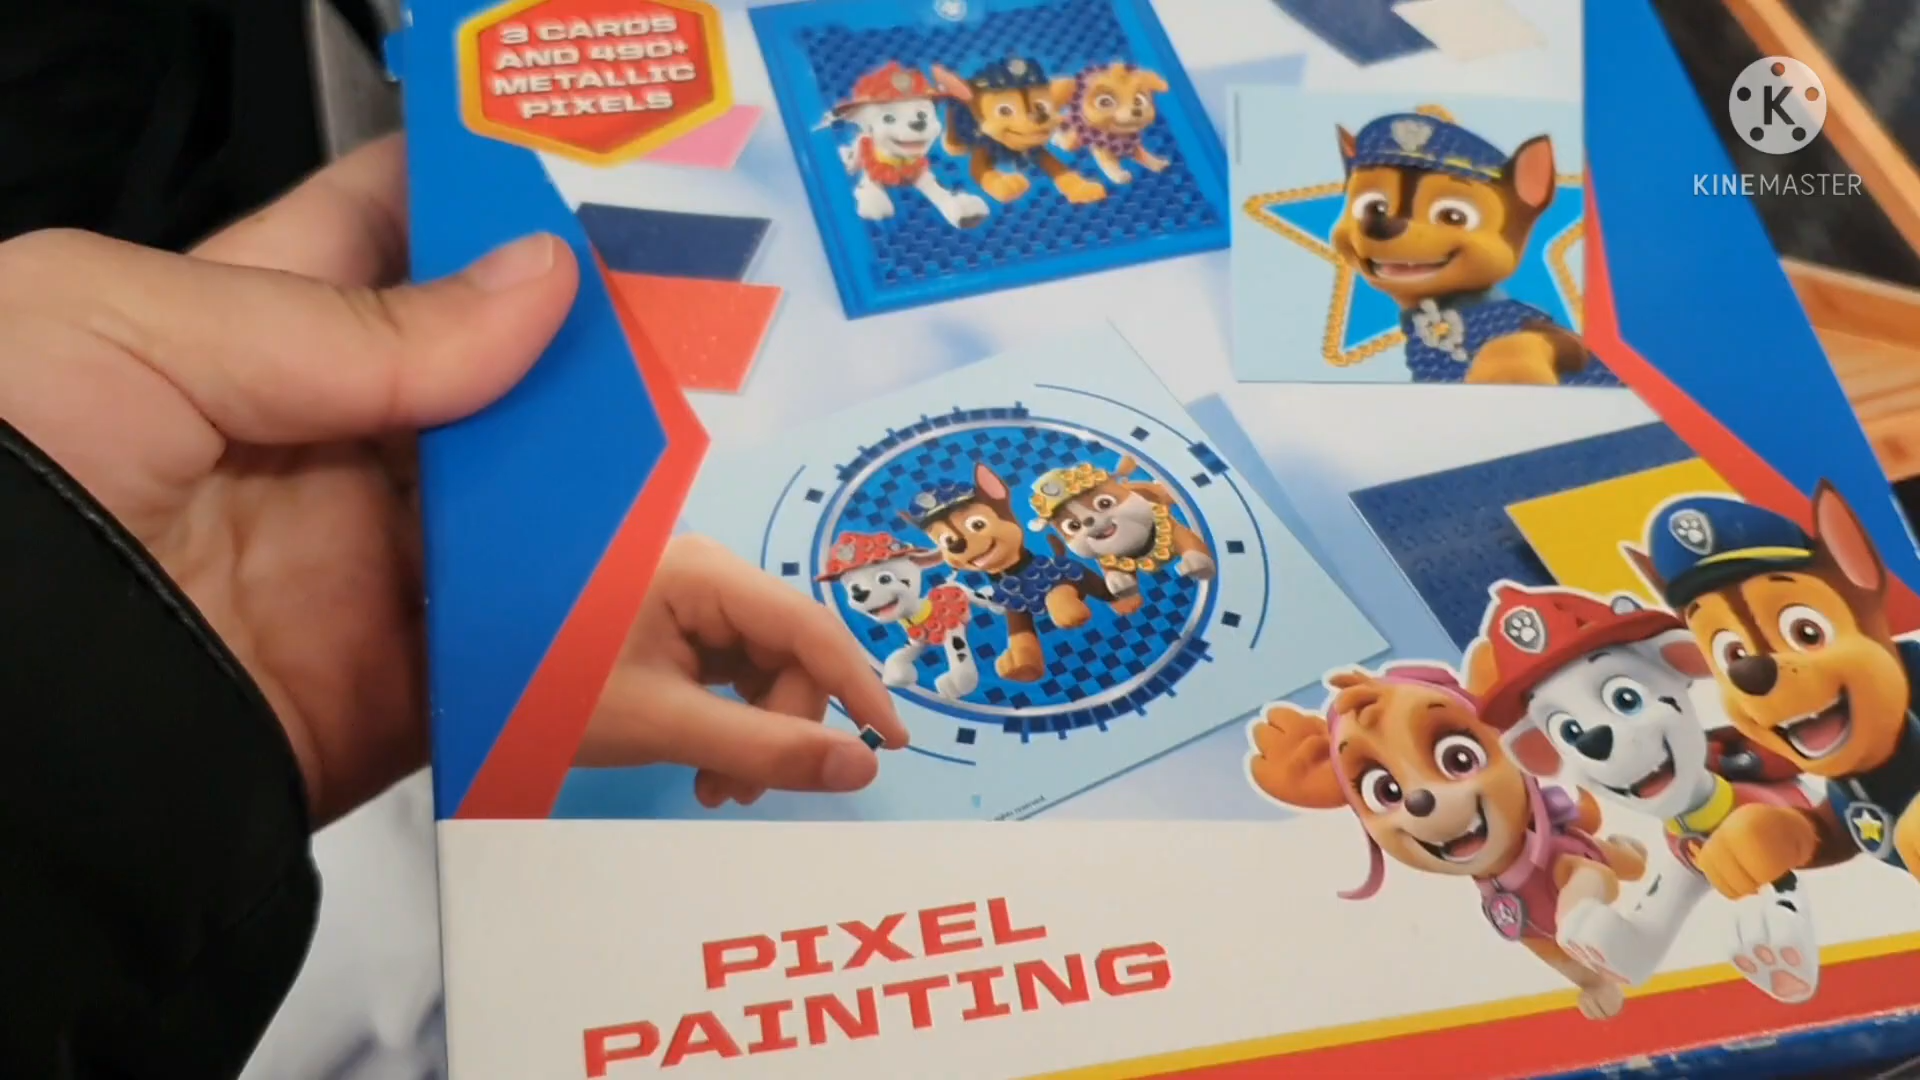 3 CARDS
AND 490+
METALLIC
PIXELS
K
KINEMASTER
PIXEL
PAINTING